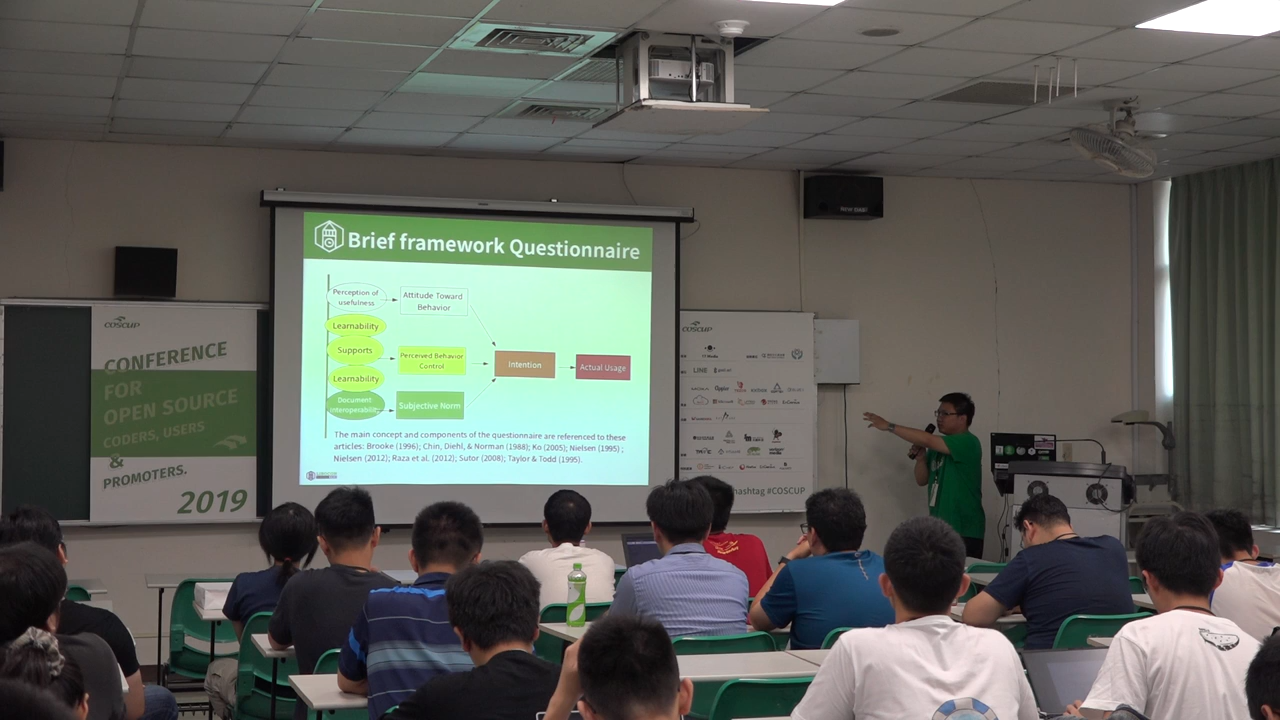 Brief framework Questionnaire
Perception of
usefulness
Attitude Toward
Behavior
Learnability
Supports
Perceived Behavior
Control
Intention
Actual Usage
Learnability
Document
Interoperability
Subjective Norm
The main concept and components of the questionnaire are referenced to these
articles: Brooke (1996); Chin, Diehl, & Norman (1988); Ko (2005); Nielsen (1995) ;
Nielsen (2012); Raza et al. (2012); Sutor (2008); Taylor & Todd (1995).
COSCUP
CONFERENCE
FOR
OPEN SOURCE
CODERS, USERS
&
PROMOTERS.
2019
COSCUP
LINE
hashtag #COSCUP